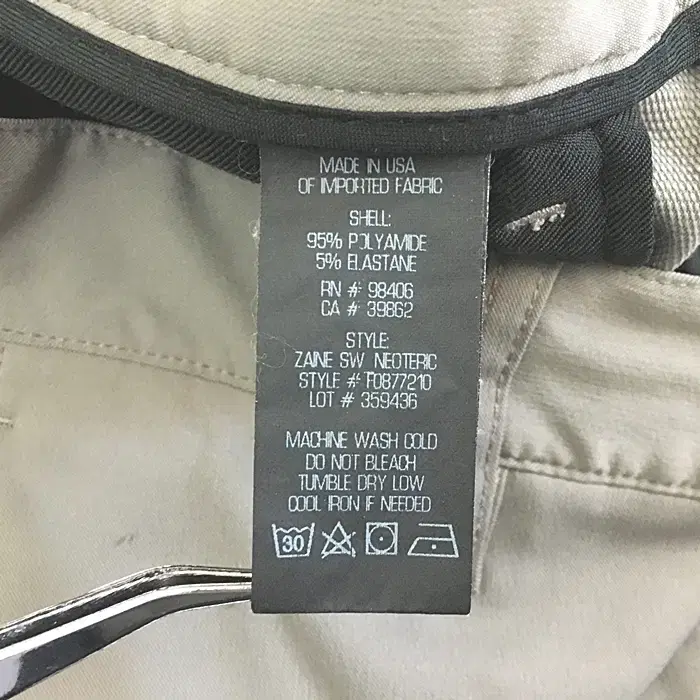 MADE IN USA
OF IMPORTED FABRIC
SHELL:
95% POLYAMIDE
5% ELASTANE
RN # 98406
CA # 39862
STYLE:
ZAINE SW NEOTERIC
STYLE # T0877210
LOT # 359436
MACHINE WASH COLD
DO NOT BLEACH
TUMBLE DRY LOW
COOL IRON IF NEEDED
30